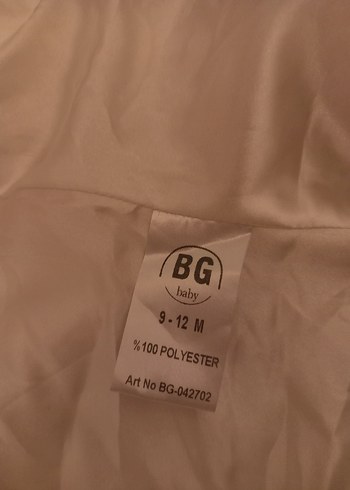 BG
baby
9 - 12 M
%100 POLYESTER
Art No BG-042702